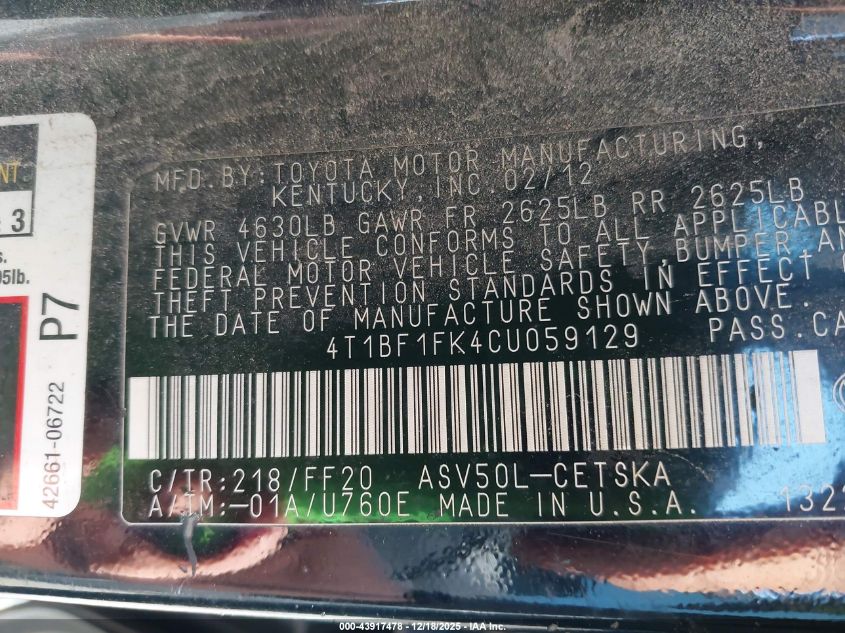 NT
: 3
s.
95lb.
P7
42661-06722
MFD.BY:TOYOTA MOTOR MANUFACTURING,
KENTUCKY,INC.02/12
GVWR 4630LB GAWR FR 2625LB RR 2625LB
THIS VEHICLE CONFORMS TO ALL APPLICABL
FEDERAL MOTOR VEHICLE SAFETY,BUMPER AN
THEFT PREVENTION STANDARDS IN EFFECT
THE DATE OF MANUFACTURE SHOWN ABOVE.
4T1BF1FK4CU059129 PASS.CA
C/TR:218/FF20 ASV50L-CETSKA
A/TM:-01A/U760E MADE IN U.S.A.
132
000-43917478 - 12/18/2025 - IAA Inc.